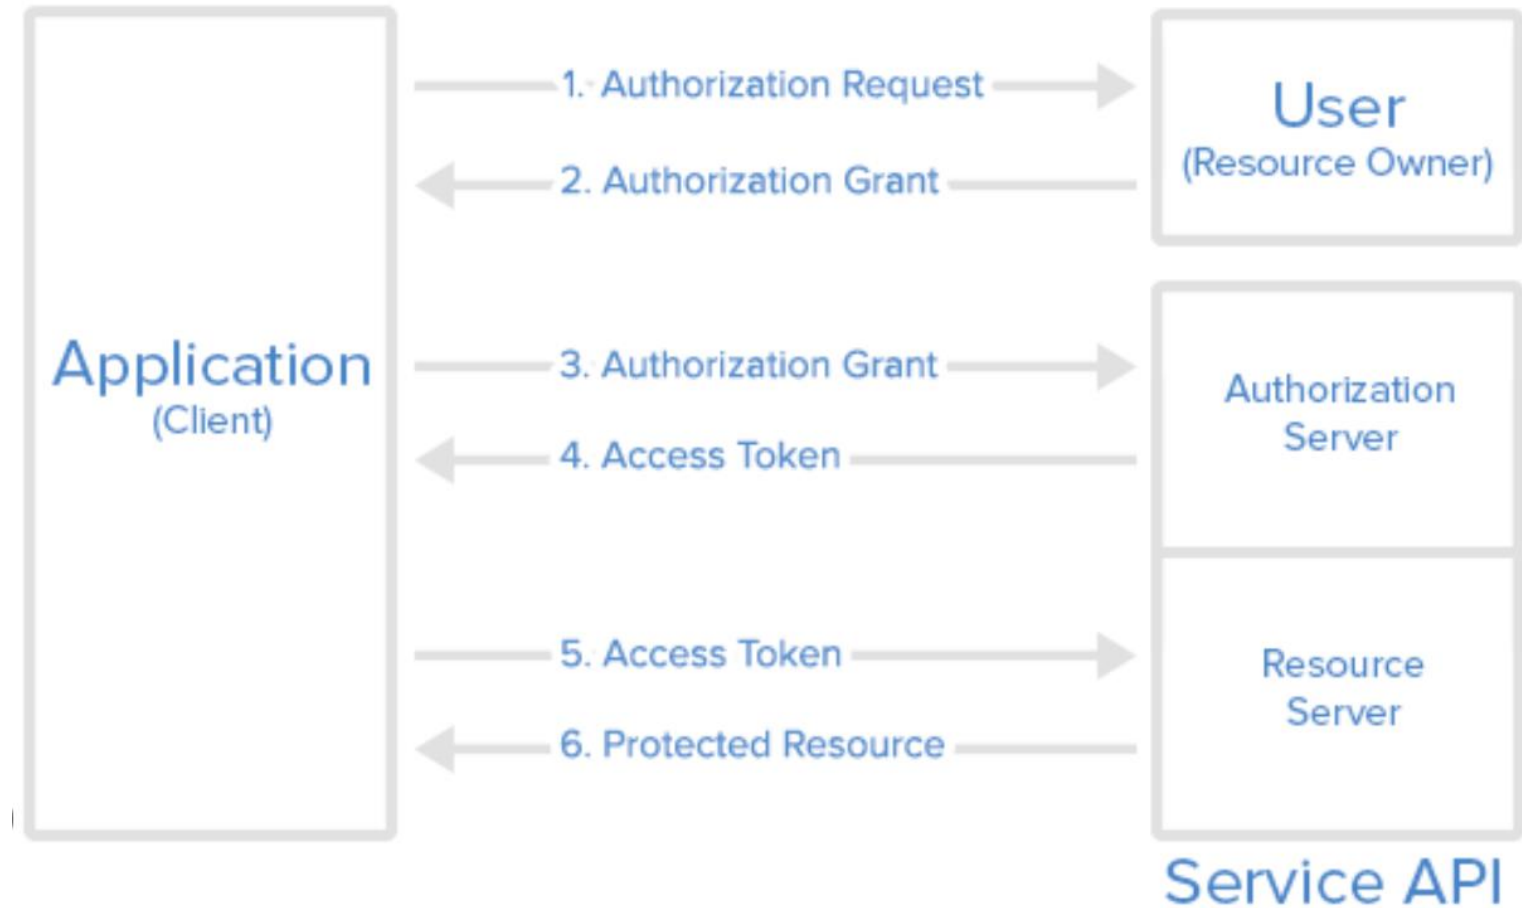 1. Authorization Request
User
(Resource Owner)
2. Authorization Grant
Application
(Client)
3. Authorization Grant
Authorization
Server
4. Access Token
5. Access Token
Resource
Server
6. Protected Resource
Service API